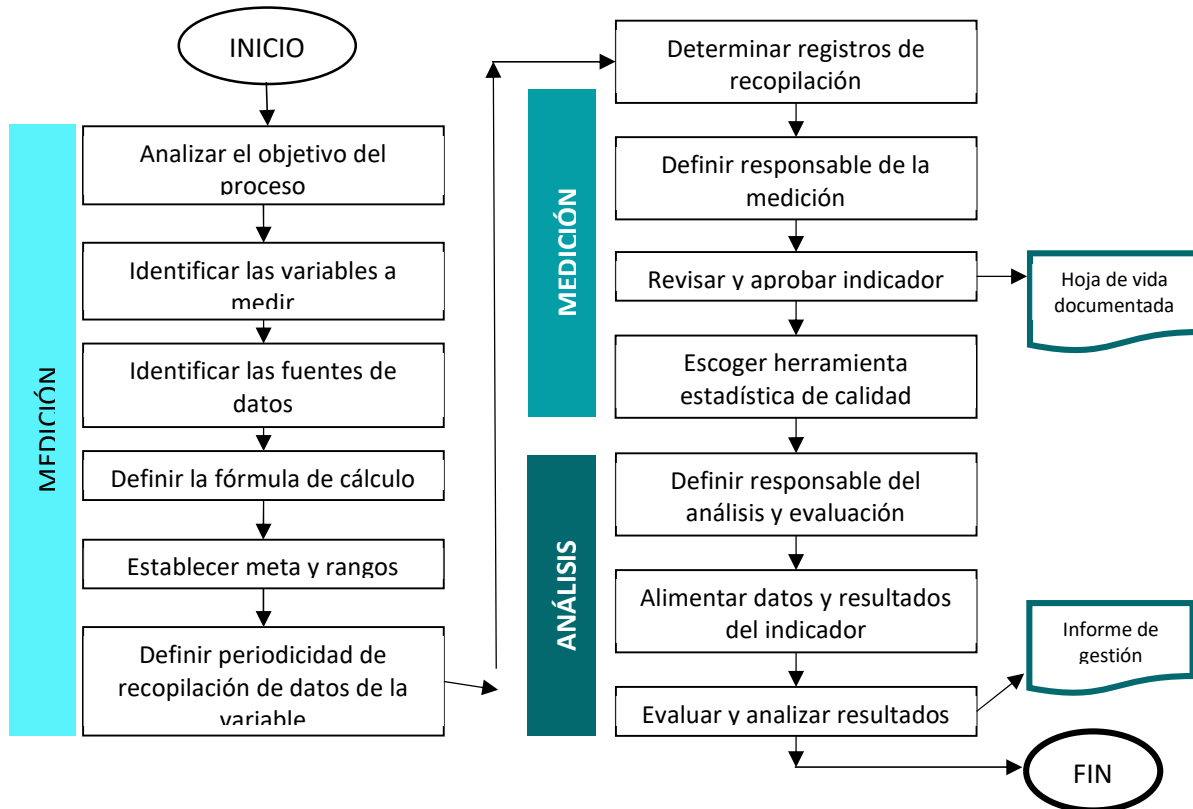 INICIO
MEDICIÓN
Analizar el objetivo del
proceso
Identificar las variables a
medir
Identificar las fuentes de
datos
Definir la fórmula de cálculo
Establecer meta y rangos
Definir periodicidad de
recopilación de datos de la
variable
Determinar registros de
recopilación
MEDICIÓN
Definir responsable de la
medición
Revisar y aprobar indicador
Hoja de vida
documentada
Escoger herramienta
estadística de calidad
ANÁLISIS
Definir responsable del
análisis y evaluación
Alimentar datos y resultados
del indicador
Evaluar y analizar resultados
Informe de
gestión
FIN